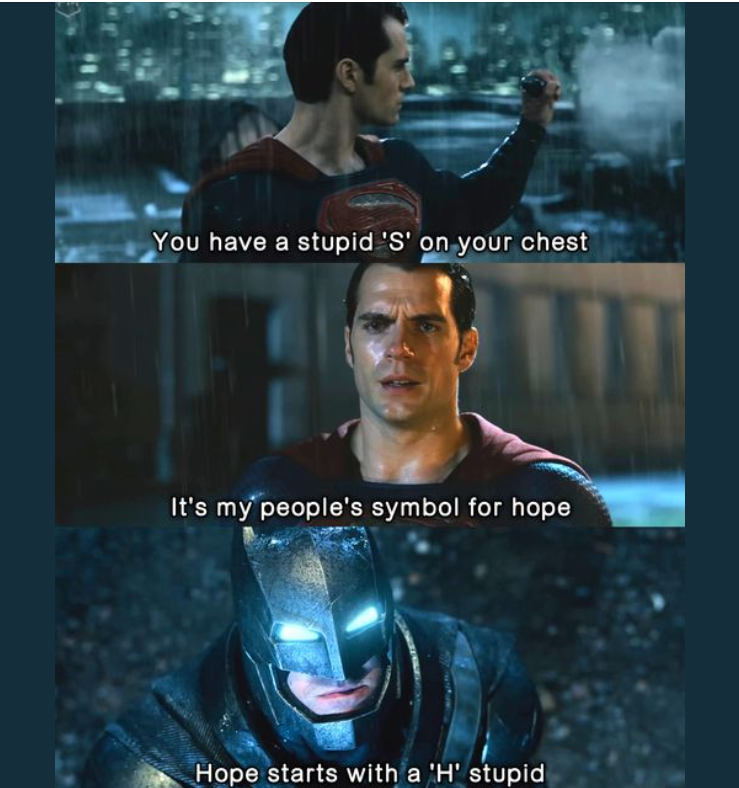 You have a stupid 'S' on your chest
It's my people's symbol for hope
Hope starts with a 'H' stupid